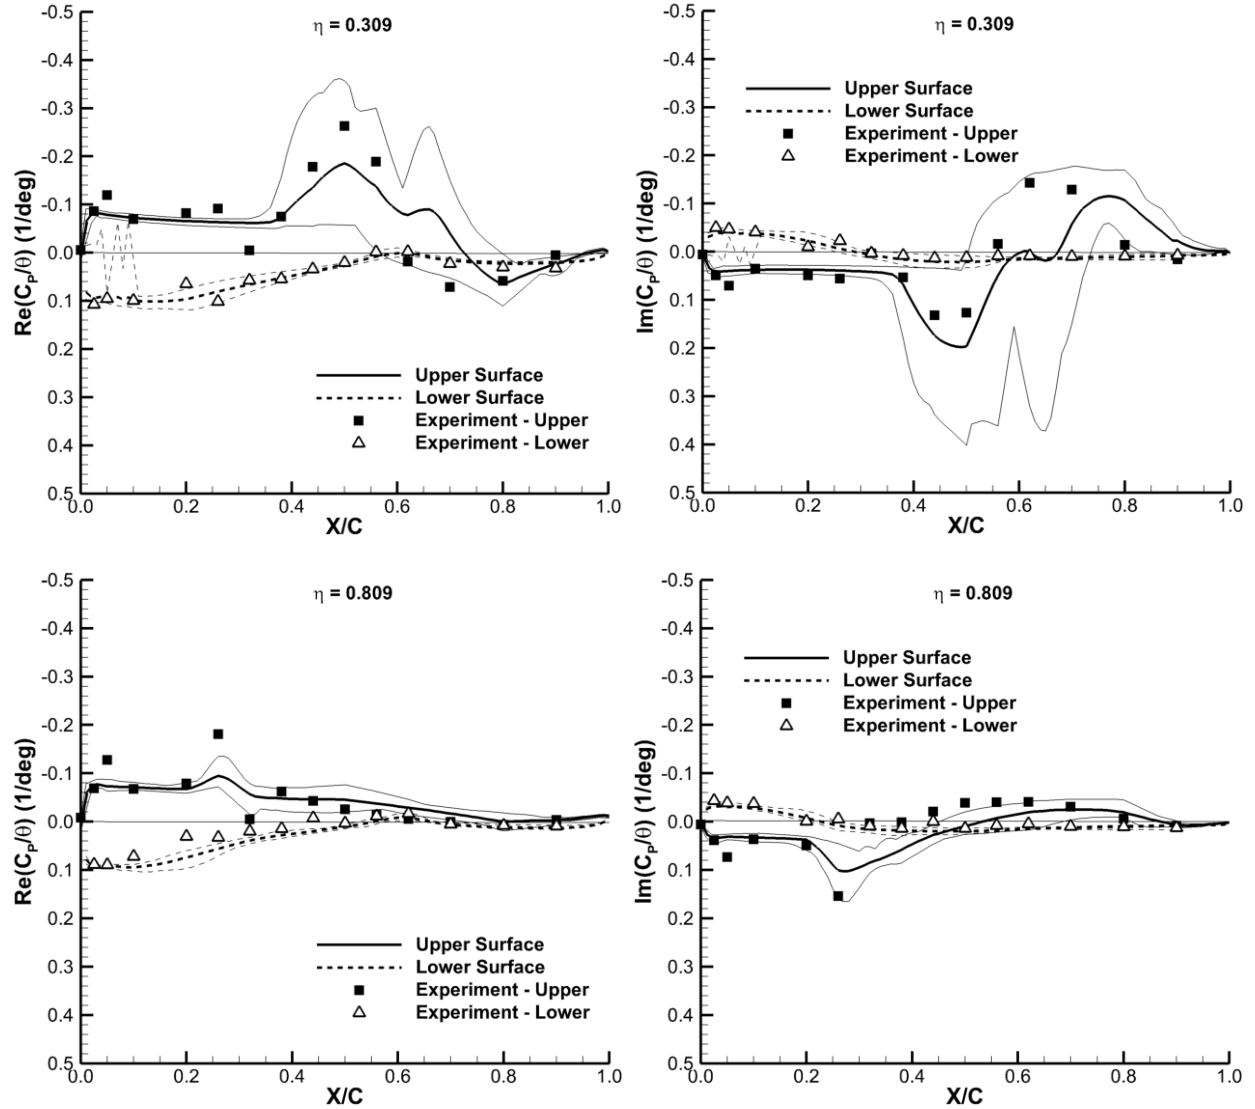 η = 0.309
Re(C_P/θ) (1/deg)
-0.5
-0.4
-0.3
-0.2
-0.1
0.0
0.1
0.2
0.3
0.4
0.5
Upper Surface
Lower Surface
Experiment - Upper
Experiment - Lower
0.0 0.2 0.4 0.6 0.8 1.0
X/C
η = 0.309
Im(C_P/θ) (1/deg)
-0.5
-0.4
-0.3
-0.2
-0.1
0.0
0.1
0.2
0.3
0.4
0.5
Upper Surface
Lower Surface
Experiment - Upper
Experiment - Lower
0.0 0.2 0.4 0.6 0.8 1.0
X/C
η = 0.809
Re(C_P/θ) (1/deg)
-0.5
-0.4
-0.3
-0.2
-0.1
0.0
0.1
0.2
0.3
0.4
0.5
Upper Surface
Lower Surface
Experiment - Upper
Experiment - Lower
0.0 0.2 0.4 0.6 0.8 1.0
X/C
η = 0.809
Im(C_P/θ) (1/deg)
-0.5
-0.4
-0.3
-0.2
-0.1
0.0
0.1
0.2
0.3
0.4
0.5
Upper Surface
Lower Surface
Experiment - Upper
Experiment - Lower
0.0 0.2 0.4 0.6 0.8 1.0
X/C